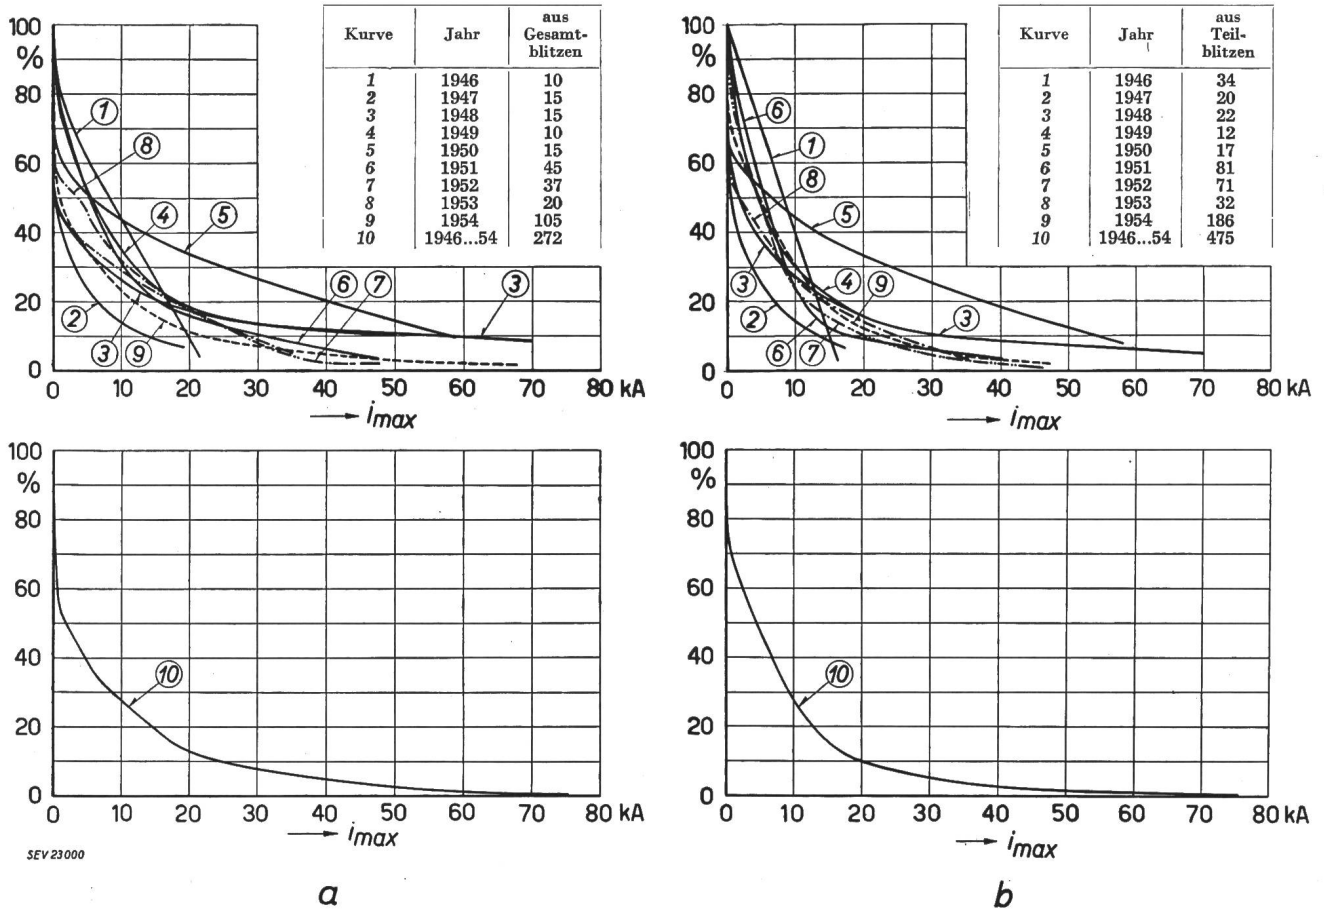 100
%
80
60
40
20
0
Kurve Jahr aus Gesamt-
blitzen
1 1946 10
2 1947 15
3 1948 15
4 1949 10
5 1950 15
6 1951 45
7 1952 37
8 1953 20
9 1954 105
10 1946...54 272
1
8
4
5
2
3
9
6
7
3
0 10 20 30 40 50 60 70 80 kA
imax
100
%
80
60
40
20
0
Kurve Jahr aus Teil-
blitzen
1 1946 34
2 1947 20
3 1948 22
4 1949 12
5 1950 17
6 1951 81
7 1952 71
8 1953 32
9 1954 186
10 1946...54 475
6
1
8
5
3
2
4
9
3
6
7
0 10 20 30 40 50 60 70 80 kA
imax
100
%
80
60
40
20
0
10
0 10 20 30 40 50 60 70 80 kA
imax
SEV 23000
a
100
%
80
60
40
20
0
10
0 10 20 30 40 50 60 70 80 kA
imax
b